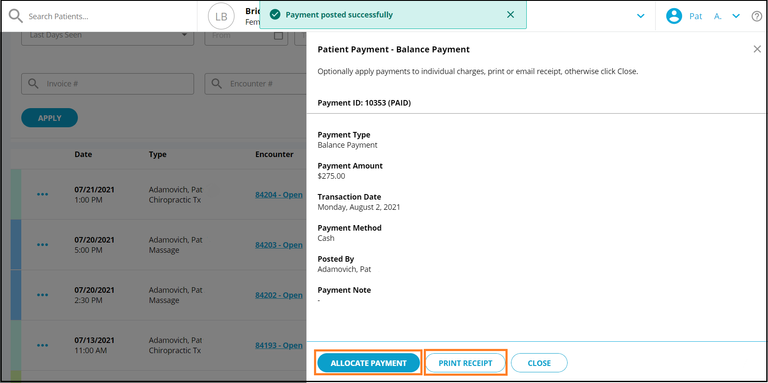 Search Patients...
LB
Bric
Fem
Payment posted successfully
Pat A.
Last Days Seen
From
Invoice #
Encounter #
APPLY
Date Type Encounter
07/21/2021
1:00 PM
Adamovich, Pat
Chiropractic Tx
84204 - Open
07/20/2021
5:00 PM
Adamovich, Pat
Massage
84203 - Open
07/20/2021
2:30 PM
Adamovich, Pat
Massage
84202 - Open
07/13/2021
11:00 AM
Adamovich, Pat
Chiropractic Tx
84193 - Open
Patient Payment - Balance Payment
Optionally apply payments to individual charges, print or email receipt, otherwise click Close.
Payment ID: 10353 (PAID)
Payment Type
Balance Payment
Payment Amount
$275.00
Transaction Date
Monday, August 2, 2021
Payment Method
Cash
Posted By
Adamovich, Pat
Payment Note
-
ALLOCATE PAYMENT
PRINT RECEIPT
CLOSE